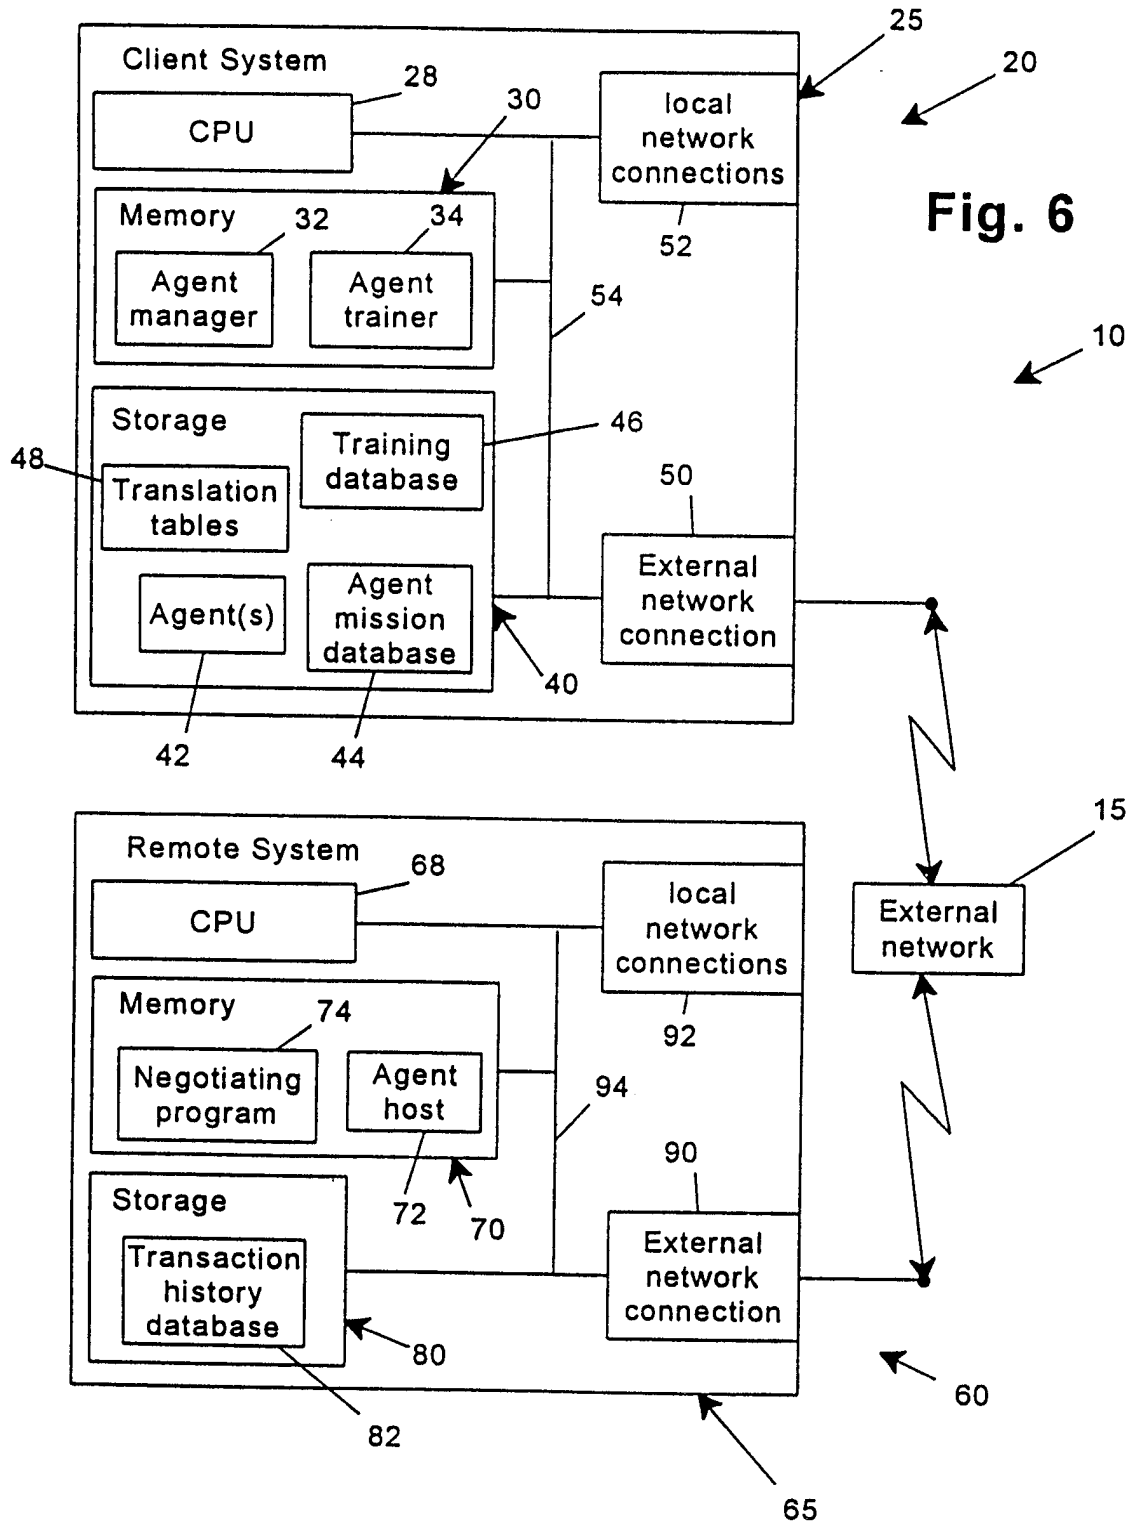 25
20
Client System
28
30
CPU
local
network
connections
52
Fig. 6
Memory
32
34
Agent
manager
Agent
trainer
54
10
Storage
46
Training
database
48
Translation
tables
50
External
network
connection
Agent(s)
Agent
mission
database
40
42
44
15
Remote System
68
CPU
local
network
connections
92
External
network
Memory
74
Negotiating
program
Agent
host
94
72
70
90
Storage
Transaction
history
database
External
network
connection
80
60
82
65